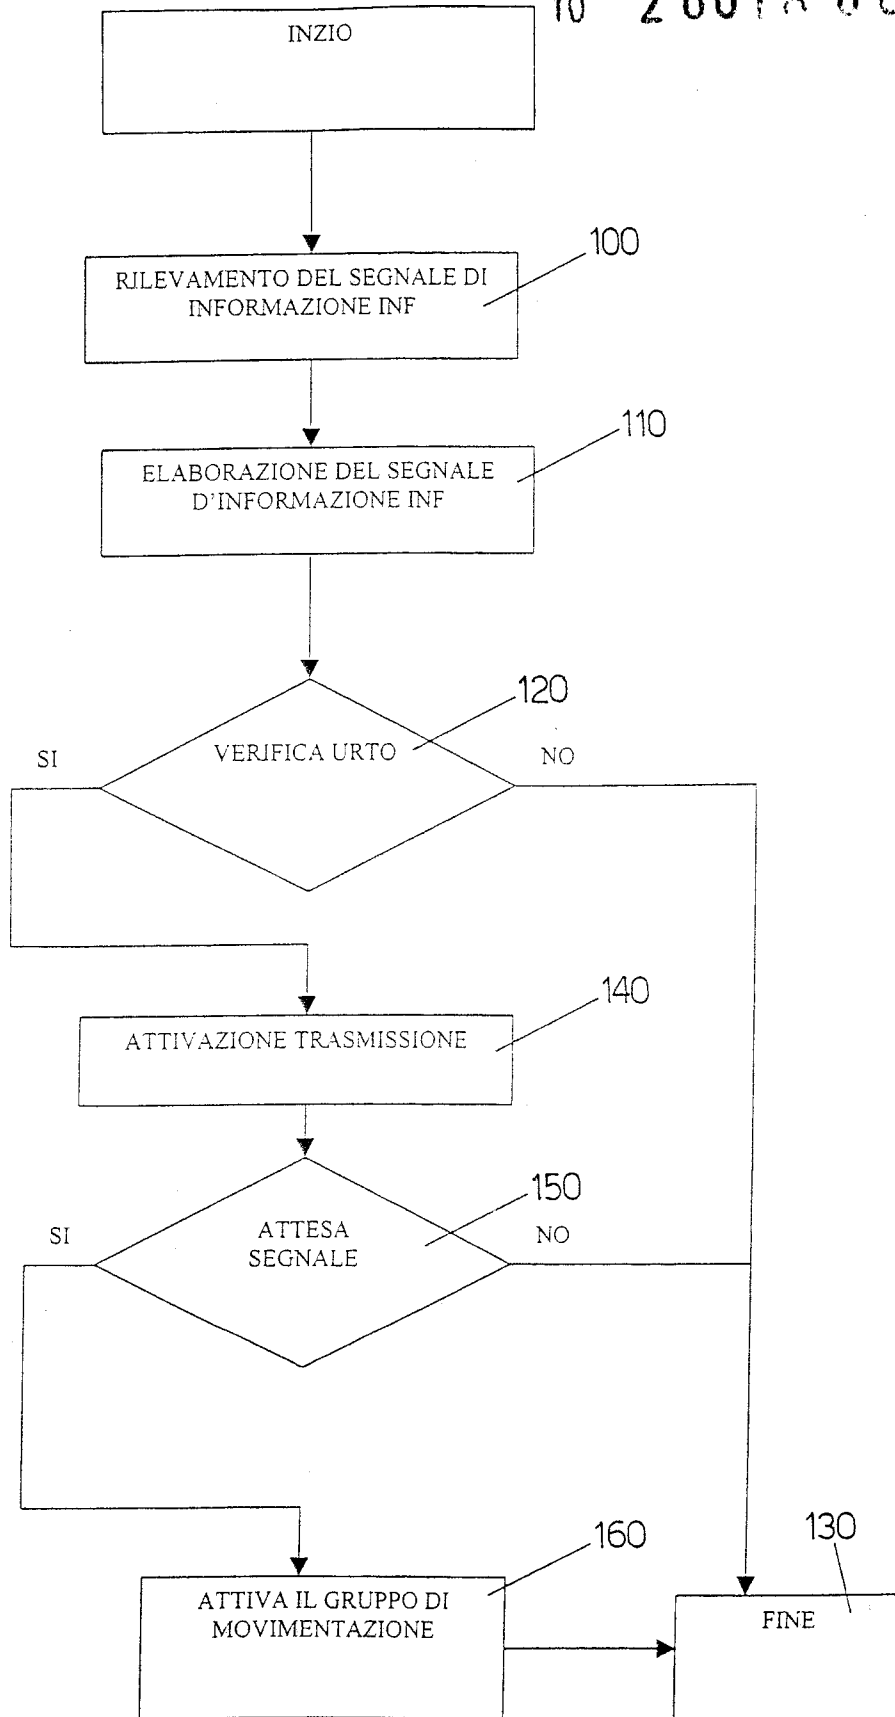 INZIO
100
RILEVAMENTO DEL SEGNALE DI
INFORMAZIONE INF
110
ELABORAZIONE DEL SEGNALE
D'INFORMAZIONE INF
120
SI
VERIFICA URTO
NO
140
ATTIVAZIONE TRASMISSIONE
150
SI
ATTESA
SEGNALE
NO
160
130
ATTIVA IL GRUPPO DI
MOVIMENTAZIONE
FINE